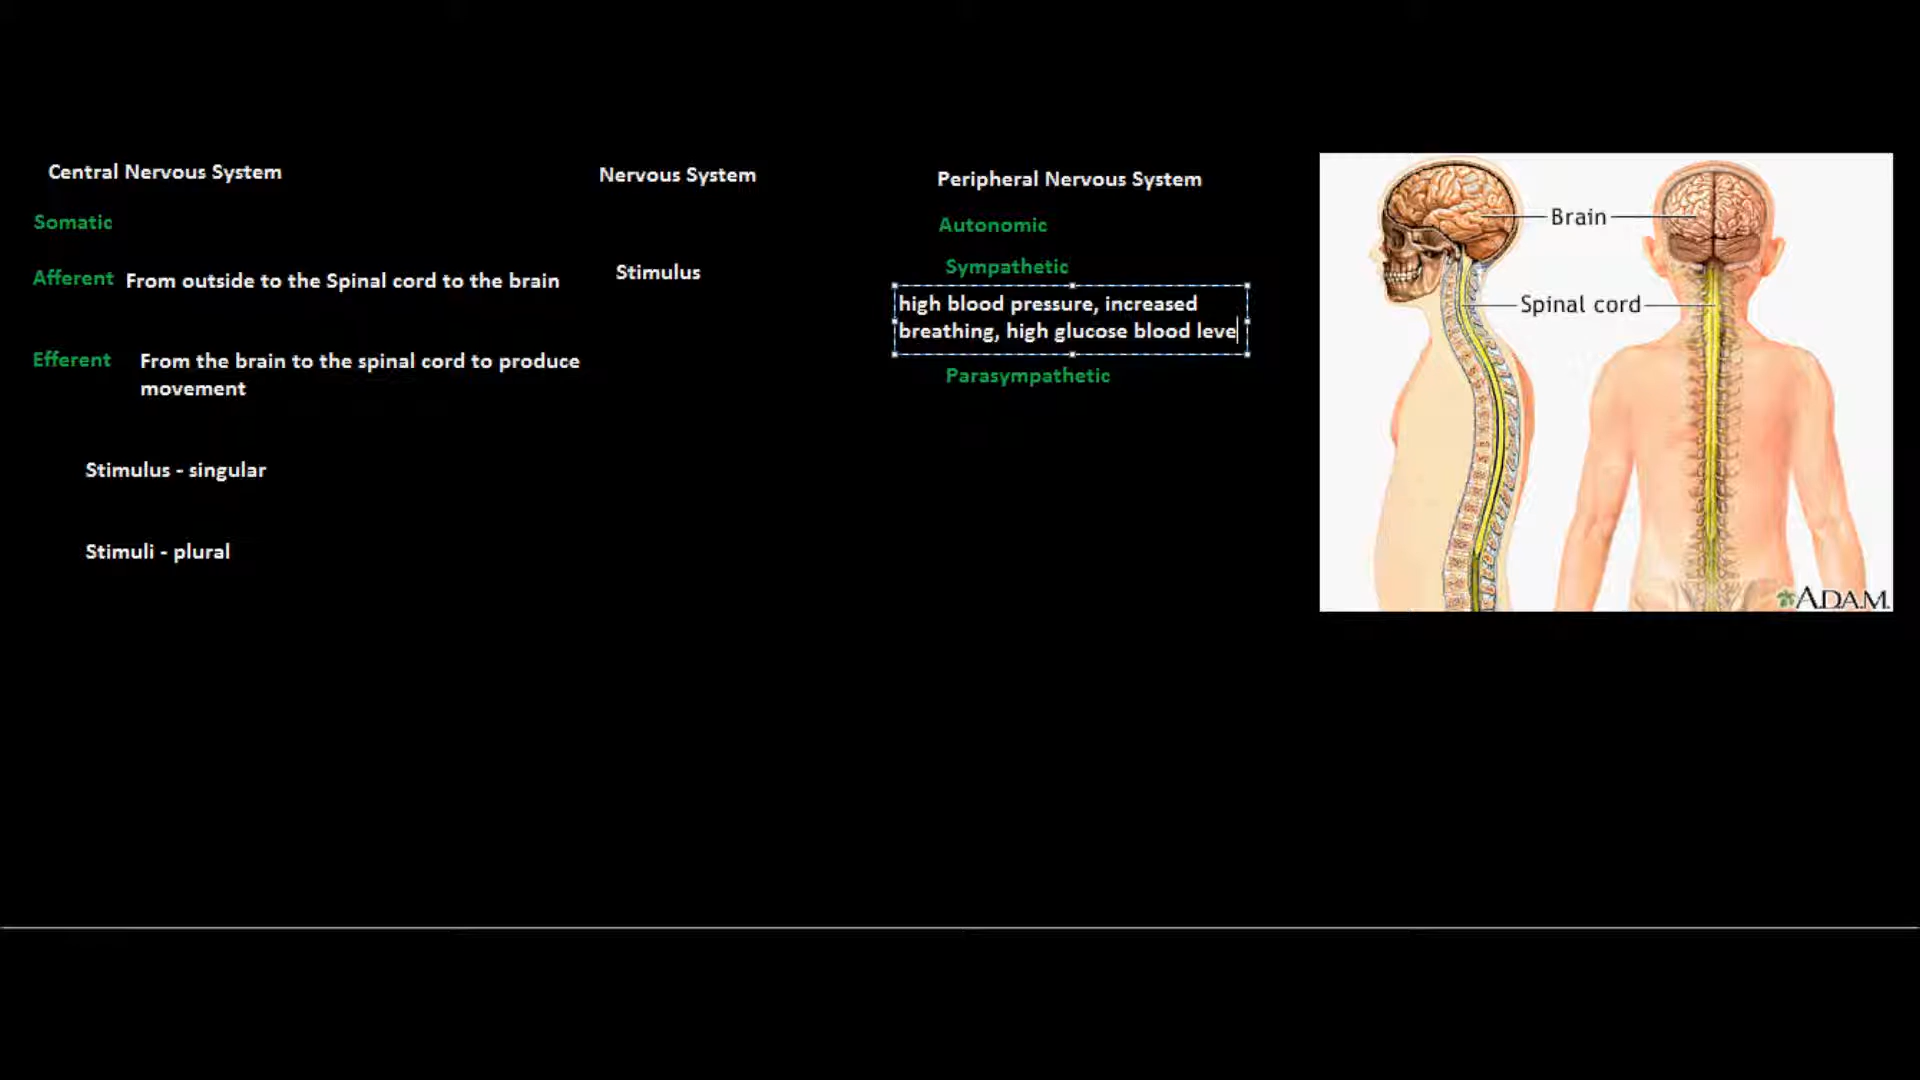 Central Nervous System
Nervous System
Peripheral Nervous System
Somatic
Autonomic
Afferent From outside to the Spinal cord to the brain
Stimulus
Sympathetic
high blood pressure, increased
breathing, high glucose blood leve
Efferent From the brain to the spinal cord to produce
movement
Parasympathetic
Stimulus - singular
Stimuli - plural
Brain
Spinal cord
A.D.A.M.